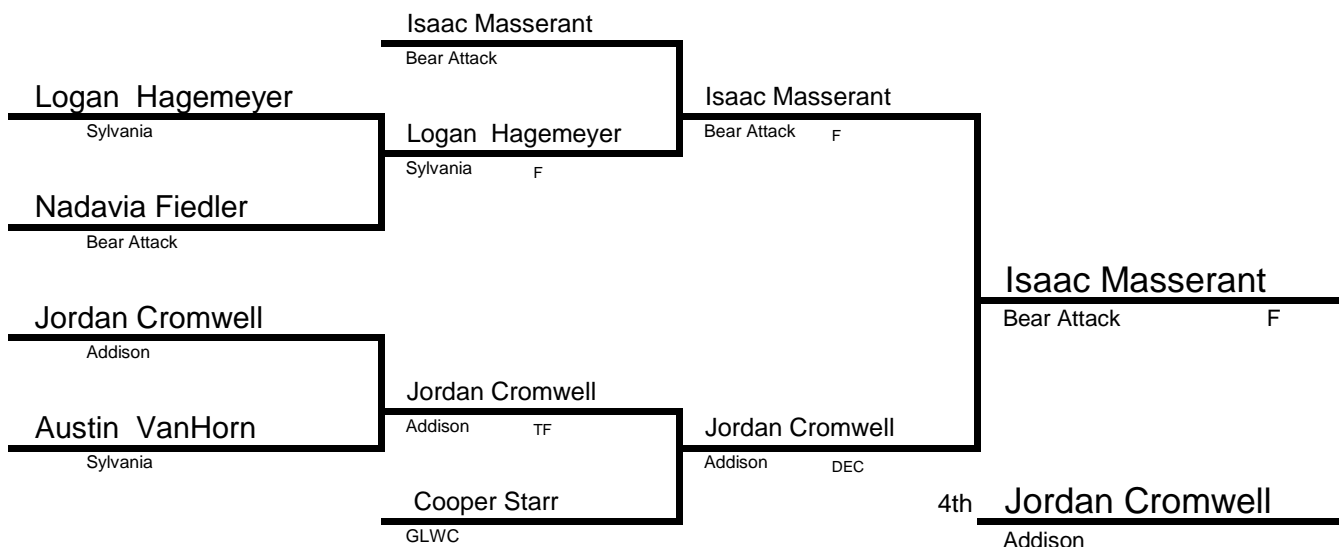 Isaac Masserant
Bear Attack
Logan  Hagemeyer
Sylvania
Isaac Masserant
Bear Attack F
Logan  Hagemeyer
Sylvania F
Nadavia Fiedler
Bear Attack
Isaac Masserant
Bear Attack F
Jordan Cromwell
Addison
Jordan Cromwell
Addison TF
Austin  VanHorn
Sylvania
Jordan Cromwell
Addison DEC
Cooper Starr
GLWC
4th Jordan Cromwell
Addison